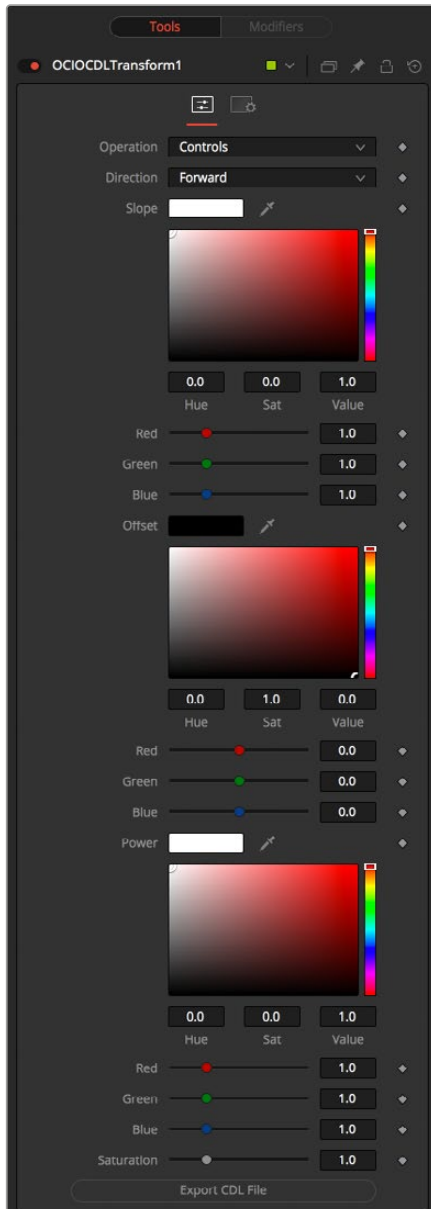 Tools Modifiers
OCIOCDLTransform1
Operation Controls
Direction Forward
Slope
0.0 0.0 1.0
Hue Sat Value
Red 1.0
Green 1.0
Blue 1.0
Offset
0.0 1.0 0.0
Hue Sat Value
Red 0.0
Green 0.0
Blue 0.0
Power
0.0 0.0 1.0
Hue Sat Value
Red 1.0
Green 1.0
Blue 1.0
Saturation 1.0
Export CDL File